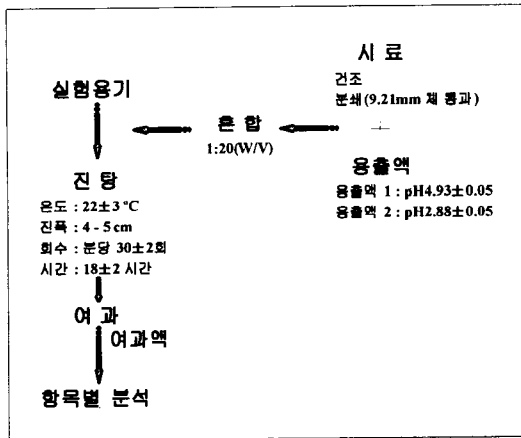 시 료
건조
분쇄(9.21mm 체 통과)
실험용기
혼 합
1:20(W/V)
용출액
용출액 1 : pH4.93±0.05
용출액 2 : pH2.88±0.05
진 탕
온도 : 22±3 °C
진폭 : 4 - 5 cm
회수 : 분당 30±2회
시간 : 18±2 시간
여 과
여과액
항목별 분석